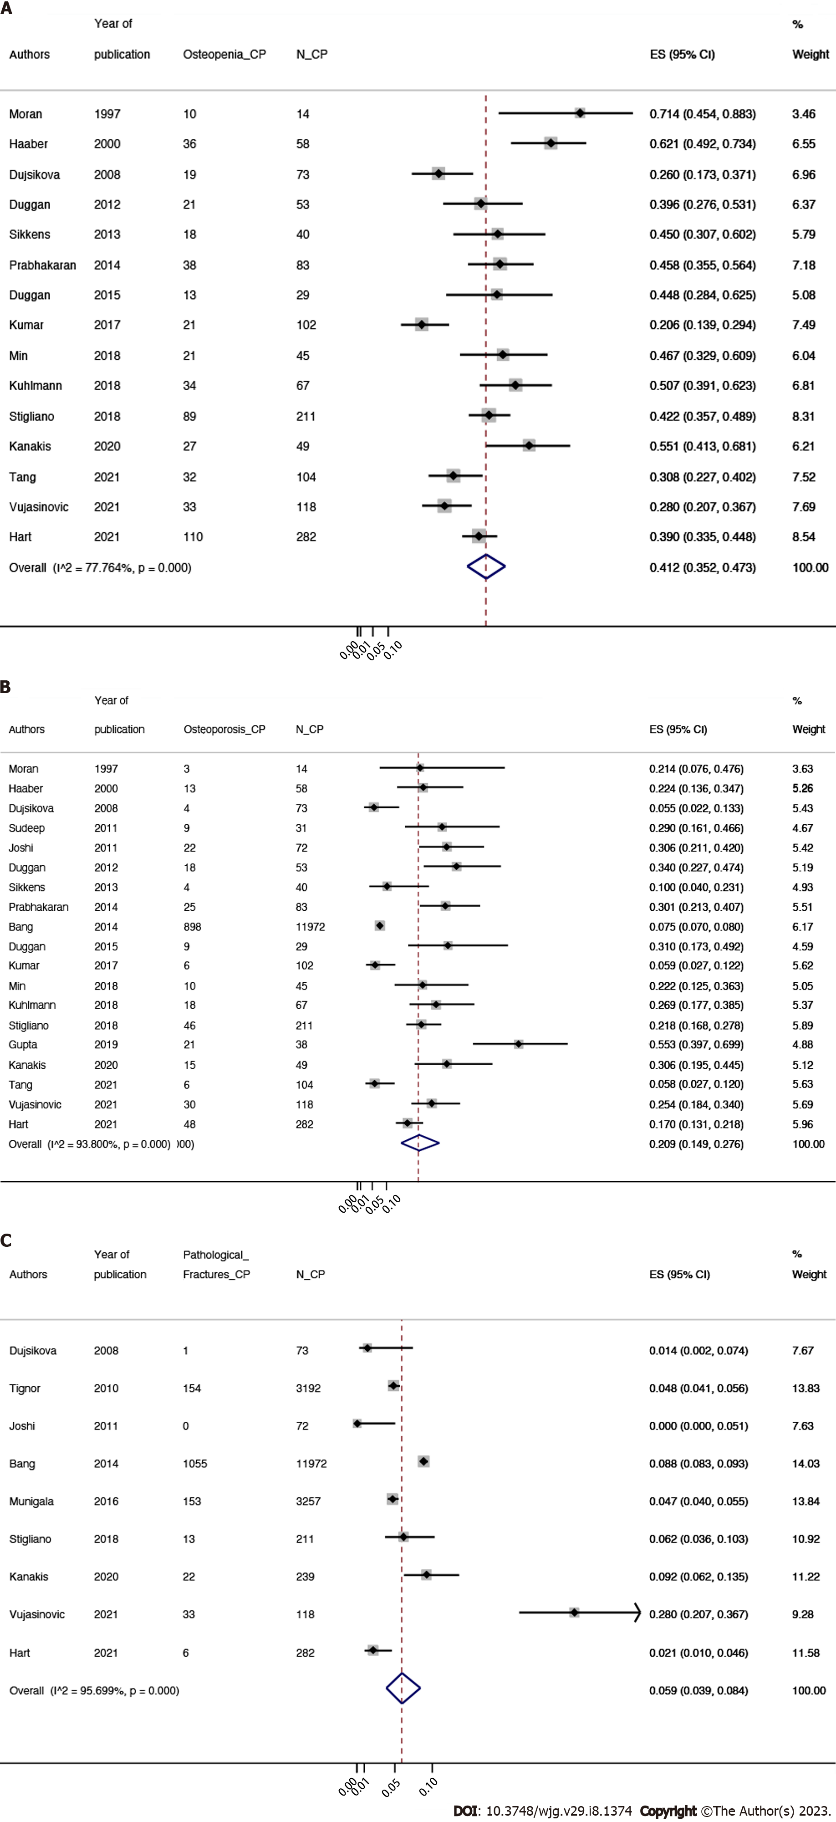 A
Year of %
Authors publication Osteopenia_CP N_CP ES (95% CI) Weight
Moran 1997 10 14 0.714 (0.454, 0.883) 3.46
Haaber 2000 36 58 0.621 (0.492, 0.734) 6.55
Dujsikova 2008 19 73 0.260 (0.173, 0.371) 6.96
Duggan 2012 21 53 0.396 (0.276, 0.531) 6.37
Sikkens 2013 18 40 0.450 (0.307, 0.602) 5.79
Prabhakaran 2014 38 83 0.458 (0.355, 0.564) 7.18
Duggan 2015 13 29 0.448 (0.284, 0.625) 5.08
Kumar 2017 21 102 0.206 (0.139, 0.294) 7.49
Min 2018 21 45 0.467 (0.329, 0.609) 6.04
Kuhlmann 2018 34 67 0.507 (0.391, 0.623) 6.81
Stigliano 2018 89 211 0.422 (0.357, 0.489) 8.31
Kanakis 2020 27 49 0.551 (0.413, 0.681) 6.21
Tang 2021 32 104 0.308 (0.227, 0.402) 7.52
Vujasinovic 2021 33 118 0.280 (0.207, 0.367) 7.69
Hart 2021 110 282 0.390 (0.335, 0.448) 8.54
Overall (I^2 = 77.764%, p = 0.000) 0.412 (0.352, 0.473) 100.00
0.00 0.01 0.05 0.10
B
Year of %
Authors publication Osteoporosis_CP N_CP ES (95% CI) Weight
Moran 1997 3 14 0.214 (0.076, 0.476) 3.63
Haaber 2000 13 58 0.224 (0.136, 0.347) 5.26
Dujsikova 2008 4 73 0.055 (0.022, 0.133) 5.43
Sudeep 2011 9 31 0.290 (0.161, 0.466) 4.67
Joshi 2011 22 72 0.306 (0.211, 0.420) 5.42
Duggan 2012 18 53 0.340 (0.227, 0.474) 5.19
Sikkens 2013 4 40 0.100 (0.040, 0.231) 4.93
Prabhakaran 2014 25 83 0.301 (0.213, 0.407) 5.51
Bang 2014 898 11972 0.075 (0.070, 0.080) 6.17
Duggan 2015 9 29 0.310 (0.173, 0.492) 4.59
Kumar 2017 6 102 0.059 (0.027, 0.122) 5.62
Min 2018 10 45 0.222 (0.125, 0.363) 5.05
Kuhlmann 2018 18 67 0.269 (0.177, 0.385) 5.37
Stigliano 2018 46 211 0.218 (0.168, 0.278) 5.89
Gupta 2019 21 38 0.553 (0.397, 0.699) 4.88
Kanakis 2020 15 49 0.306 (0.195, 0.445) 5.12
Tang 2021 6 104 0.058 (0.027, 0.120) 5.63
Vujasinovic 2021 30 118 0.254 (0.184, 0.340) 5.69
Hart 2021 48 282 0.170 (0.131, 0.218) 5.96
Overall (I^2 = 93.800%, p = 0.000) )00) 0.209 (0.149, 0.276) 100.00
0.00 0.01 0.05 0.10
C
Year of Pathological_ %
Authors publication Fractures_CP N_CP ES (95% CI) Weight
Dujsikova 2008 1 73 0.014 (0.002, 0.074) 7.67
Tignor 2010 154 3192 0.048 (0.041, 0.056) 13.83
Joshi 2011 0 72 0.000 (0.000, 0.051) 7.63
Bang 2014 1055 11972 0.088 (0.083, 0.093) 14.03
Munigala 2016 153 3257 0.047 (0.040, 0.055) 13.84
Stigliano 2018 13 211 0.062 (0.036, 0.103) 10.92
Kanakis 2020 22 239 0.092 (0.062, 0.135) 11.22
Vujasinovic 2021 33 118 0.280 (0.207, 0.367) 9.28
Hart 2021 6 282 0.021 (0.010, 0.046) 11.58
Overall (I^2 = 95.699%, p = 0.000) 0.059 (0.039, 0.084) 100.00
0.00 0.01 0.05 0.10
DOI: 10.3748/wjg.v29.i8.1374 Copyright ©The Author(s) 2023.